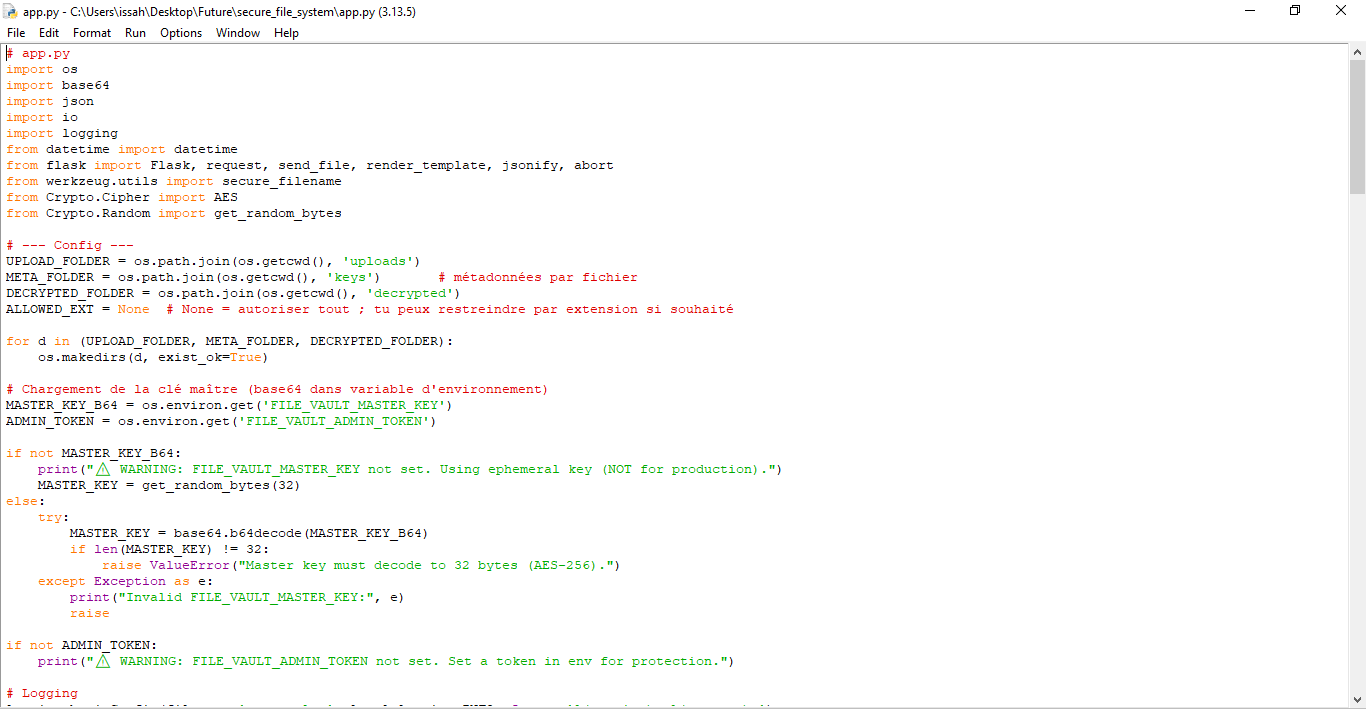 app.py - C:\Users\issah\Desktop\Future\secure_file_system\app.py (3.13.5)
File Edit Format Run Options Window Help
# app.py
import os
import base64
import json
import io
import logging
from datetime import datetime
from flask import Flask, request, send_file, render_template, jsonify, abort
from werkzeug.utils import secure_filename
from Crypto.Cipher import AES
from Crypto.Random import get_random_bytes

# --- Config ---
UPLOAD_FOLDER = os.path.join(os.getcwd(), 'uploads')
META_FOLDER = os.path.join(os.getcwd(), 'keys')       # métadonnées par fichier
DECRYPTED_FOLDER = os.path.join(os.getcwd(), 'decrypted')
ALLOWED_EXT = None  # None = autoriser tout ; tu peux restreindre par extension si souhaité

for d in (UPLOAD_FOLDER, META_FOLDER, DECRYPTED_FOLDER):
    os.makedirs(d, exist_ok=True)

# Chargement de la clé maître (base64 dans variable d'environnement)
MASTER_KEY_B64 = os.environ.get('FILE_VAULT_MASTER_KEY')
ADMIN_TOKEN = os.environ.get('FILE_VAULT_ADMIN_TOKEN')

if not MASTER_KEY_B64:
    print("⚠ WARNING: FILE_VAULT_MASTER_KEY not set. Using ephemeral key (NOT for production).")
    MASTER_KEY = get_random_bytes(32)
else:
    try:
        MASTER_KEY = base64.b64decode(MASTER_KEY_B64)
        if len(MASTER_KEY) != 32:
            raise ValueError("Master key must decode to 32 bytes (AES-256).")
    except Exception as e:
        print("Invalid FILE_VAULT_MASTER_KEY:", e)
        raise

if not ADMIN_TOKEN:
    print("⚠ WARNING: FILE_VAULT_ADMIN_TOKEN not set. Set a token in env for protection.")

# Logging